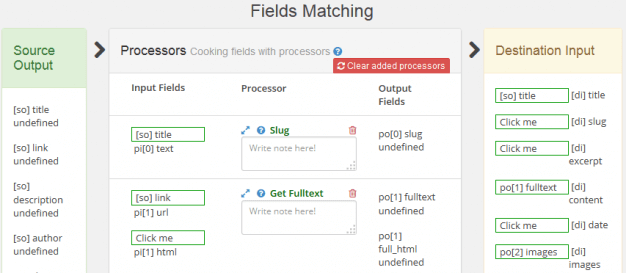 Fields Matching
Source
Output
[so] title
undefined
[so] link
undefined
[so]
description
undefined
[so] author
undefined
Processors Cooking fields with processors
Clear added processors
Input Fields
Processor
Output
Fields
[so] title
pi[0] text
Slug
Write note here!
po[0] slug
undefined
[so] link
pi[1] url
Click me
pi[1] html
Get Fulltext
Write note here!
po[1] fulltext
undefined
po[1]
full_html
undefined
Destination Input
[so] title [di] title
Click me [di] slug
Click me [di]
excerpt
po[1] fulltext [di]
content
Click me [di] date
po[2] images [di]
images